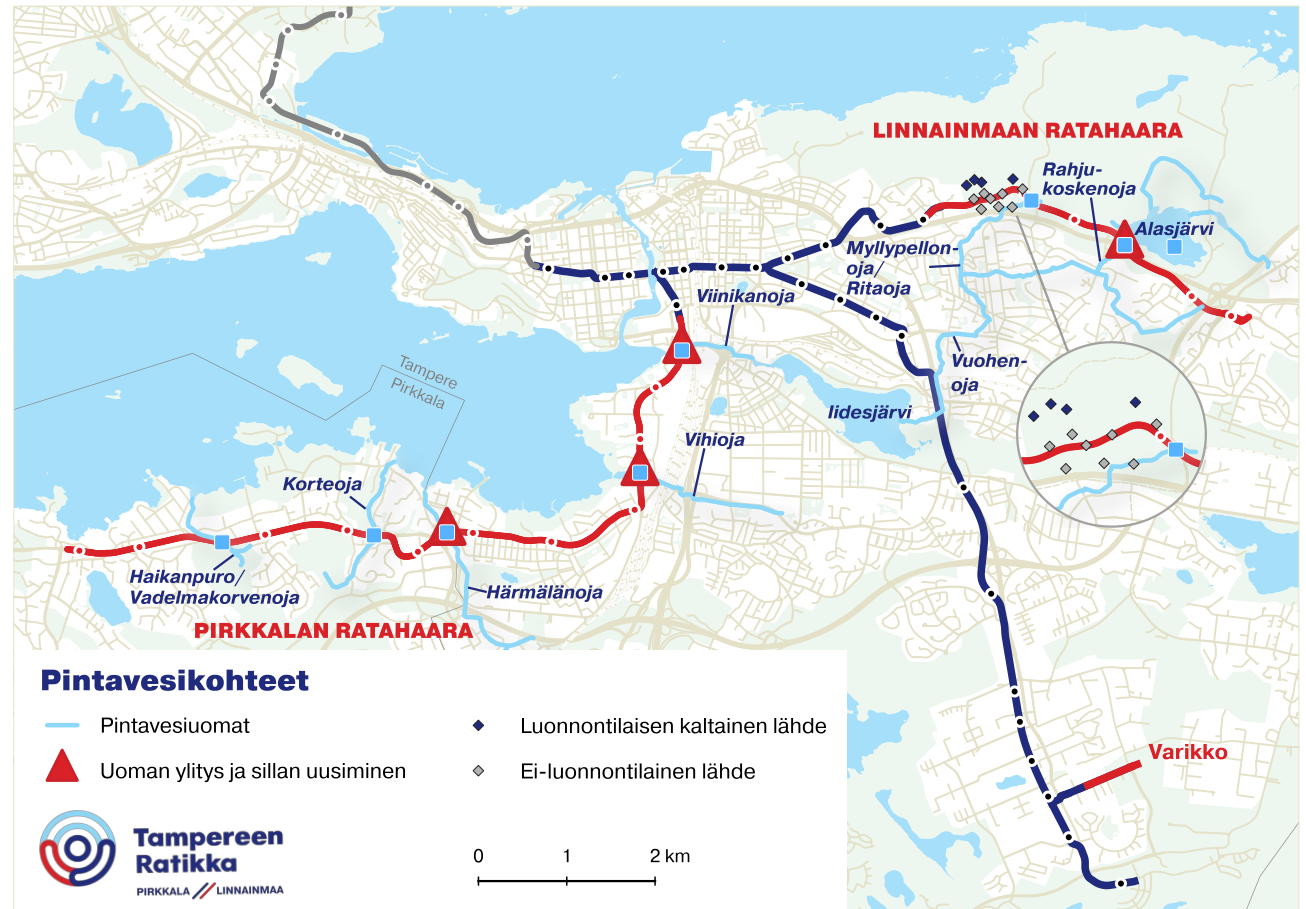 LINNAINMAAN RATAHAARA
Rahju-
koskenoja
Alasjärvi
Myllypellon-
oja/
Ritaoja
Viinikanoja
Tampere
Pirkkala
Vuohen-
oja
Iidesjärvi
Vihioja
Korteoja
Haikanpuro/
Vadelmakorvenoja
Härmälänoja
PIRKKALAN RATAHAARA
Varikko
Pintavesikohteet
Pintavesiuomat
Uoman ylitys ja sillan uusiminen
Luonnontilaisen kaltainen lähde
Ei-luonnontilainen lähde
Tampereen
Ratikka
PIRKKALA // LINNAINMAA
0 1 2 km